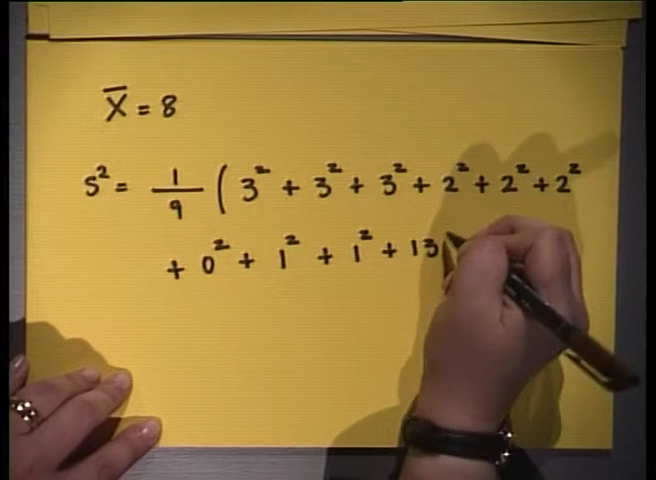 X̄ = 8
S² = 1/9 ( 3² + 3² + 3² + 2² + 2² + 2²
+ 0² + 1² + 1² + 13